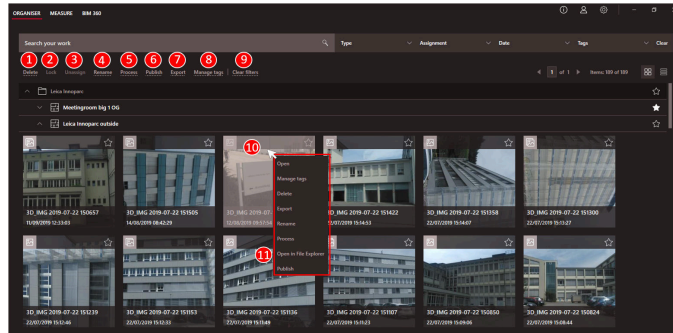 ORGANISER MEASURE BIM 360
Search your work Type Assignment Date Tags Clear
1 2 3 4 5 6 7 8 9
Delete Lock Unassign Rename Process Publish Export Manage tags Clear filters 1 of 1 Items: 189 of 189
Leica Innoparc
Meetingroom big 1 OG
Leica Innoparc outside
10
Open
Manage tags
Delete
Export
Rename
Process
11 Open in File Explorer
Publish
3D_IMG 2019-07-22 150657 3D_IMG 2019-07-22 151505 3D_IMG 2019-07- 3D_IMG 2019-07-22 151422 3D_IMG 2019-07-22 151358 3D_IMG 2019-07-22 151300
11/09/2019 12:33:03 14/08/2019 08:42:29 12/08/2019 09:57:54 22/07/2019 15:14:53 22/07/2019 15:14:07 22/07/2019 15:13:27
3D_IMG 2019-07-22 151239 3D_IMG 2019-07-22 151153 3D_IMG 2019-07-22 151136 3D_IMG 2019-07-22 151107 3D_IMG 2019-07-22 150850 3D_IMG 2019-07-22 150824
22/07/2019 15:12:46 22/07/2019 15:12:33 22/07/2019 15:11:49 22/07/2019 15:11:23 22/07/2019 15:09:06 22/07/2019 15:08:44